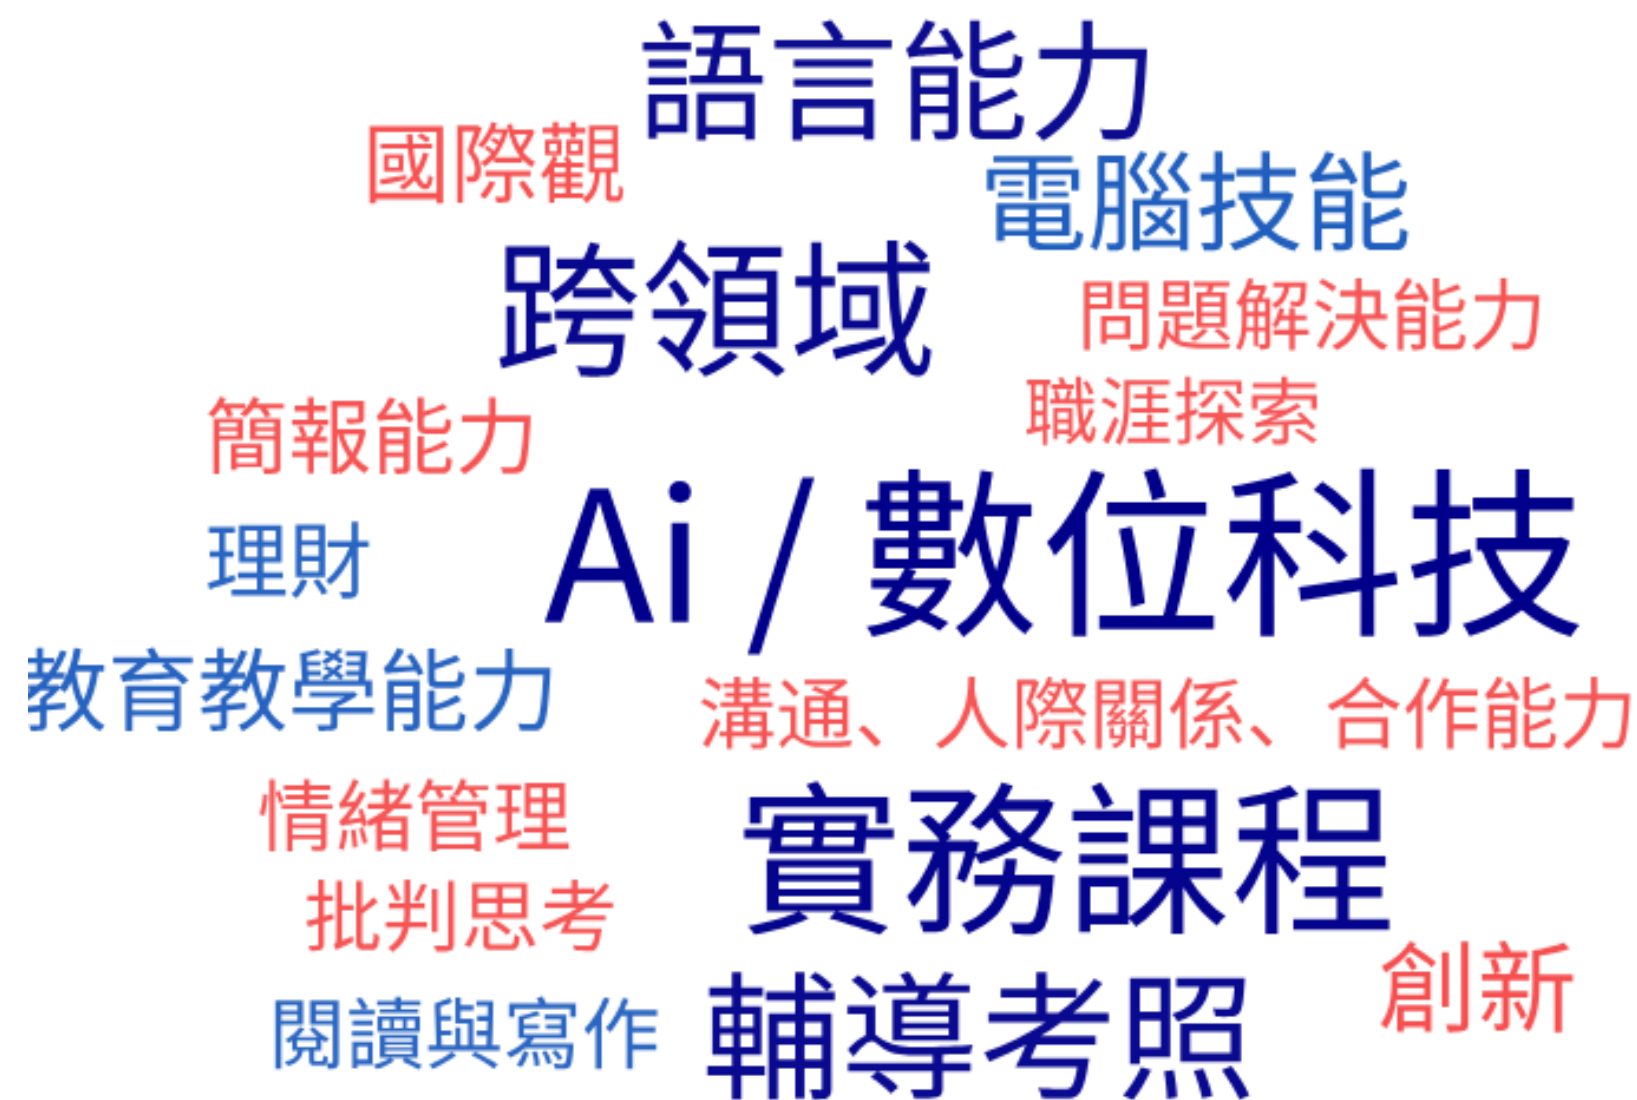 語言能力
國際觀
電腦技能
跨領域
問題解決能力
職涯探索
簡報能力
Ai / 數位科技
理財
教育教學能力
溝通、人際關係、合作能力
情緒管理
實務課程
批判思考
創新
輔導考照
閱讀與寫作